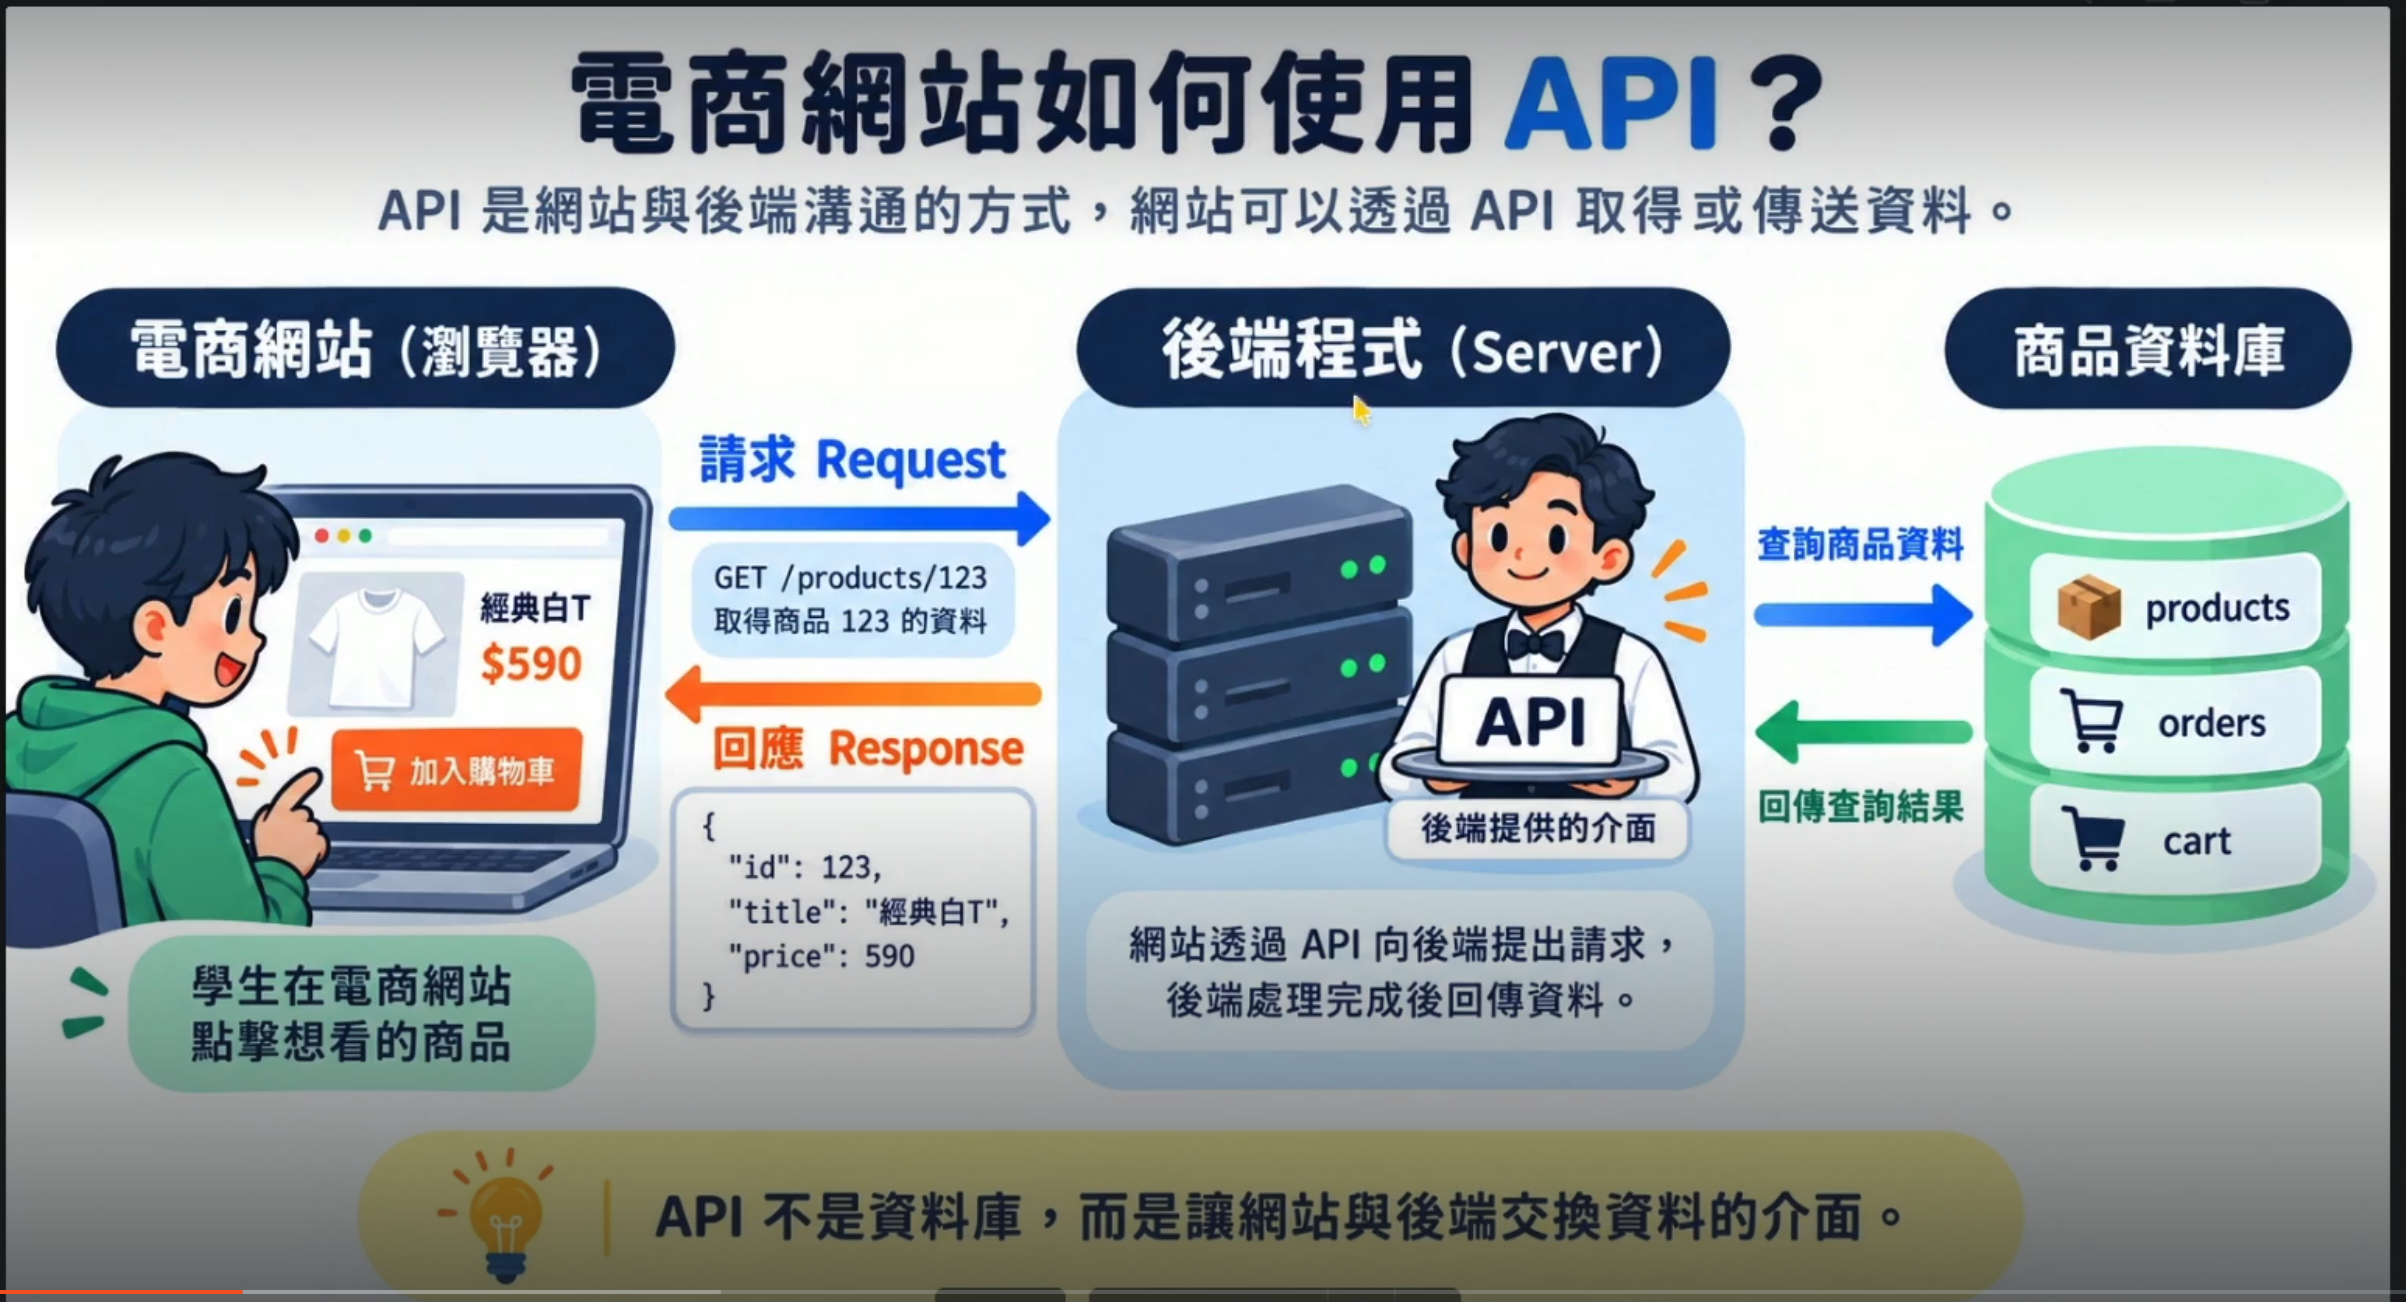 電商網站如何使用 API？
API 是網站與後端溝通的方式，網站可以透過 API 取得或傳送資料。
電商網站（瀏覽器）
經典白T
$590
加入購物車
學生在電商網站
點擊想看的商品
請求 Request
GET /products/123
取得商品 123 的資料
回應 Response
{
"id": 123,
"title": "經典白T",
"price": 590
}
後端程式（Server）
API
後端提供的介面
網站透過 API 向後端提出請求，
後端處理完成後回傳資料。
查詢商品資料
回傳查詢結果
商品資料庫
products
orders
cart
API 不是資料庫，而是讓網站與後端交換資料的介面。